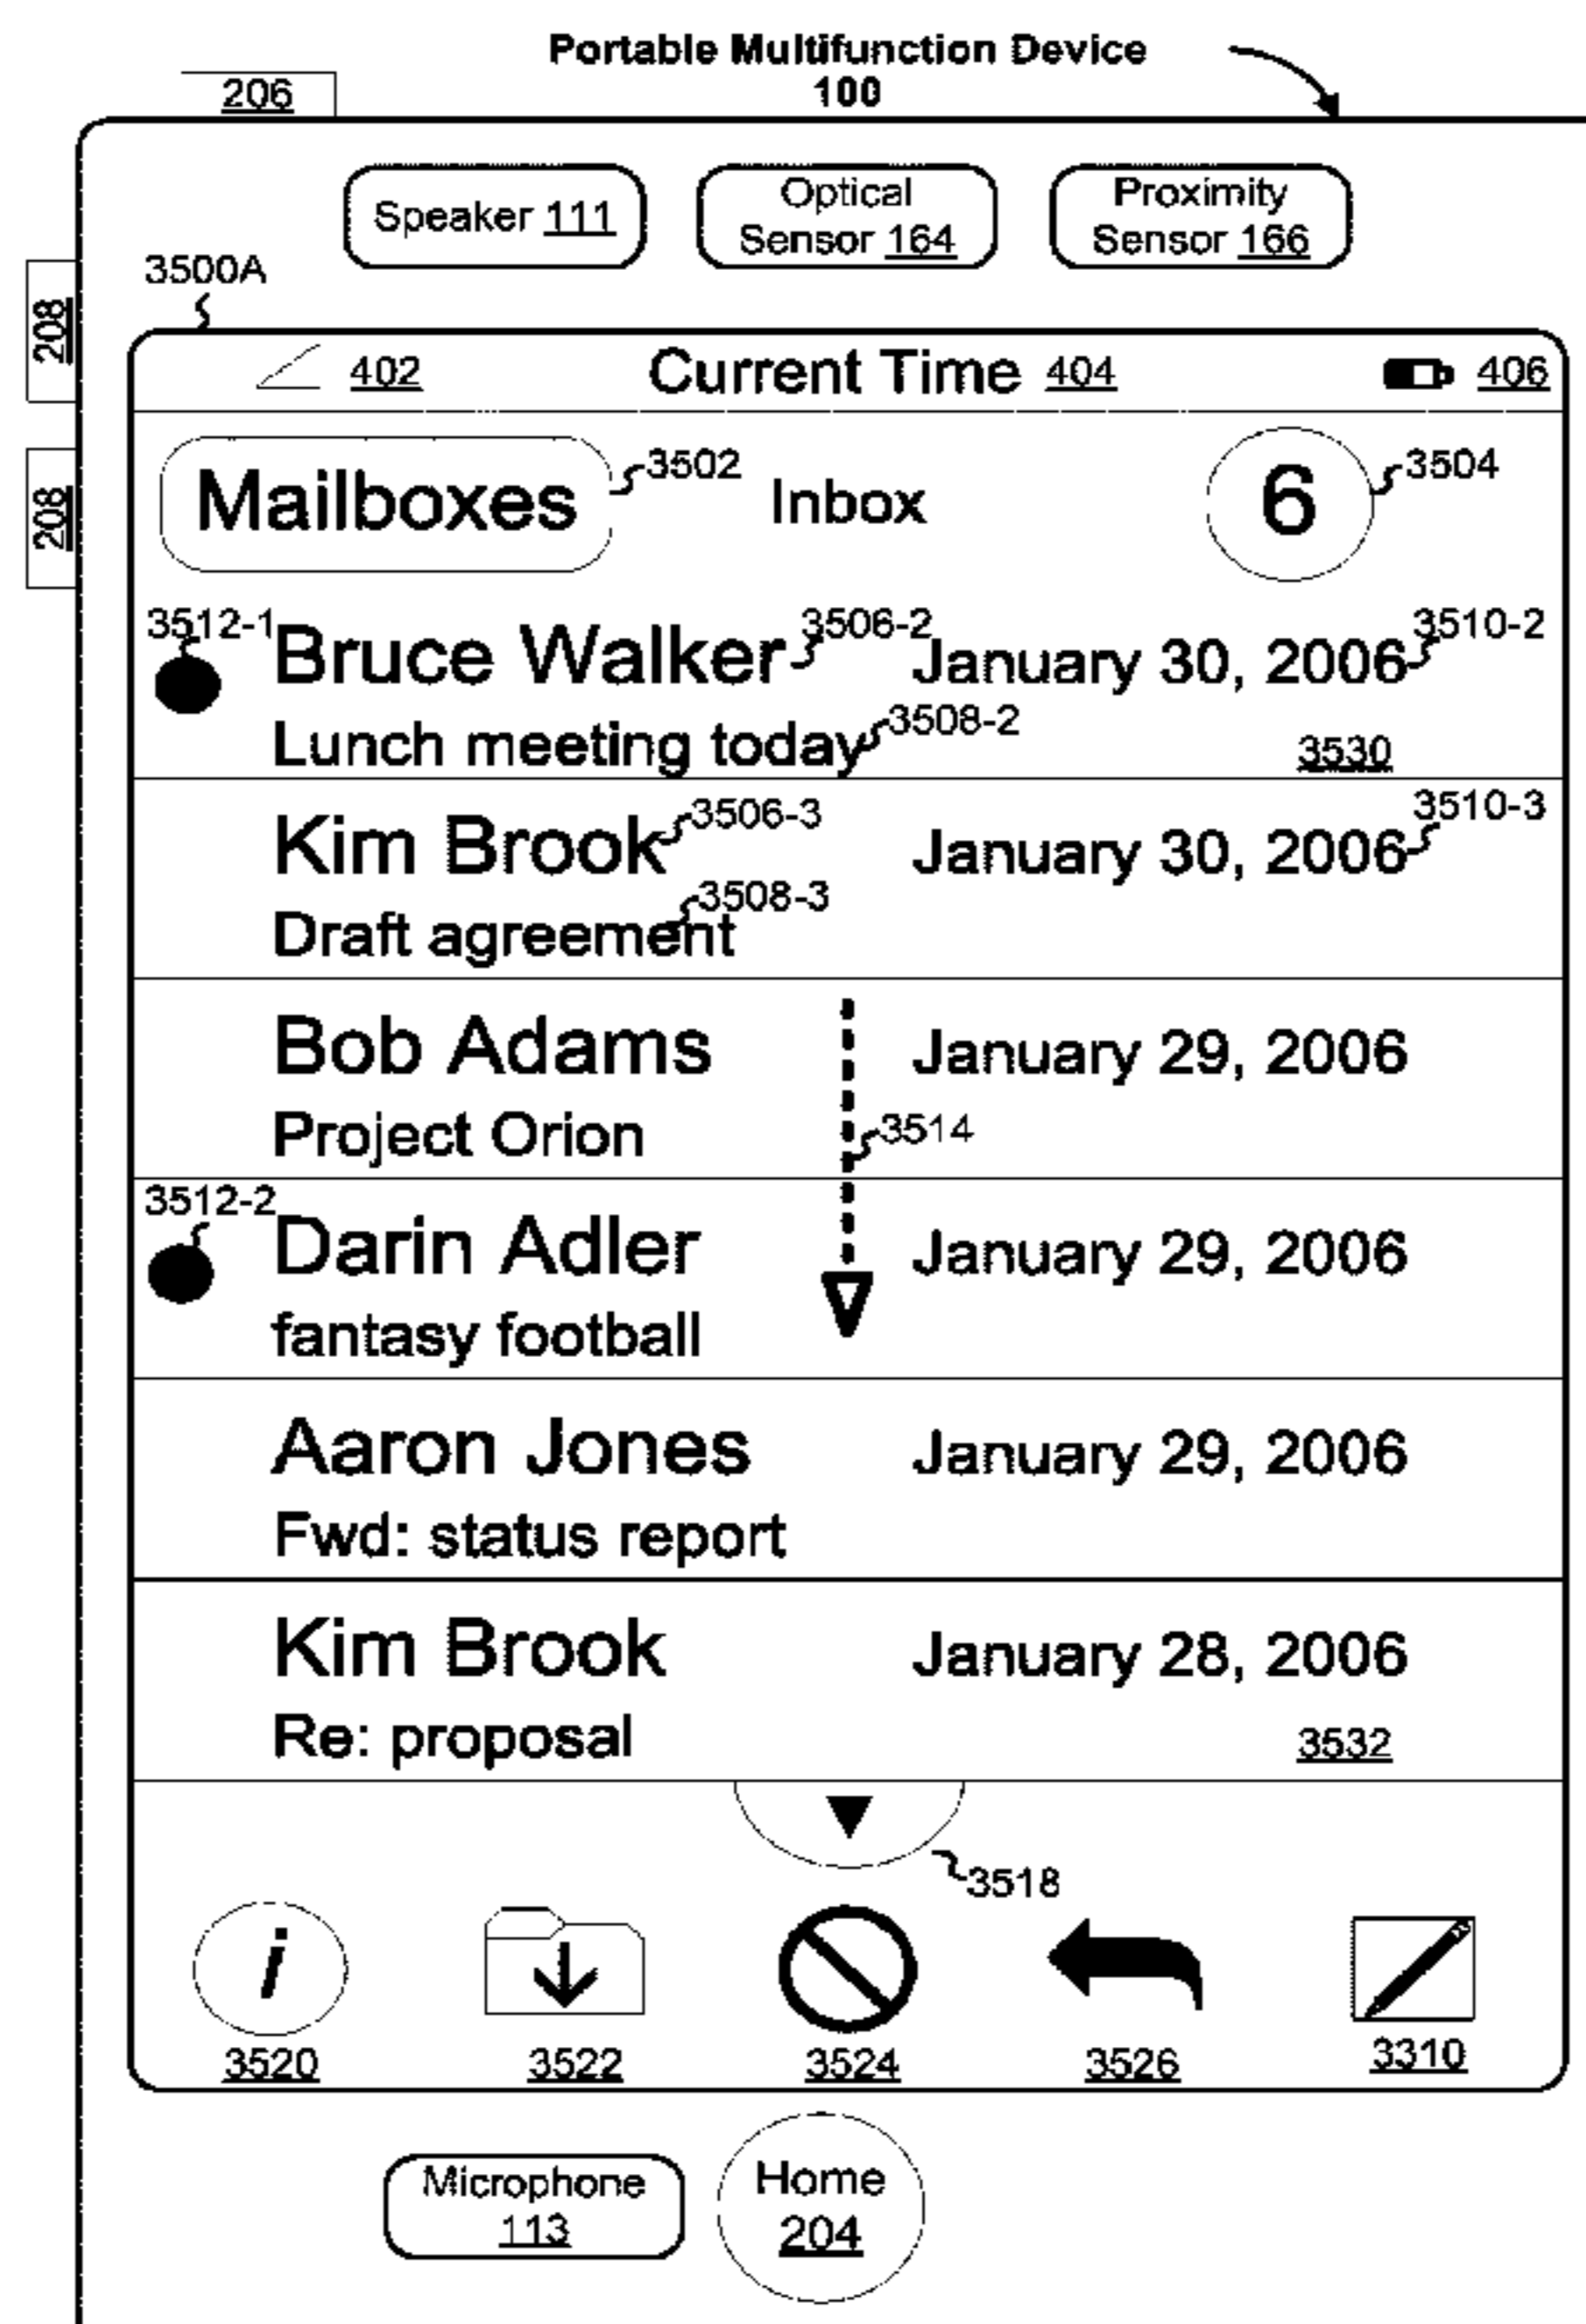 Portable Multifunction Device
100
206
Speaker 111
Optical
Sensor 164
Proximity
Sensor 166
3500A
208
208
402 Current Time 404 406
Mailboxes 3502 Inbox 6 3504
3512-1 Bruce Walker 3506-2 January 30, 2006 3510-2
Lunch meeting today 3508-2 3530
Kim Brook 3506-3 January 30, 2006 3510-3
Draft agreement 3508-3
Bob Adams January 29, 2006
Project Orion 3514
3512-2 Darin Adler January 29, 2006
fantasy football
Aaron Jones January 29, 2006
Fwd: status report
Kim Brook January 28, 2006
Re: proposal 3532
3518
i
3520 3522 3524 3526 3310
Microphone
113
Home
204